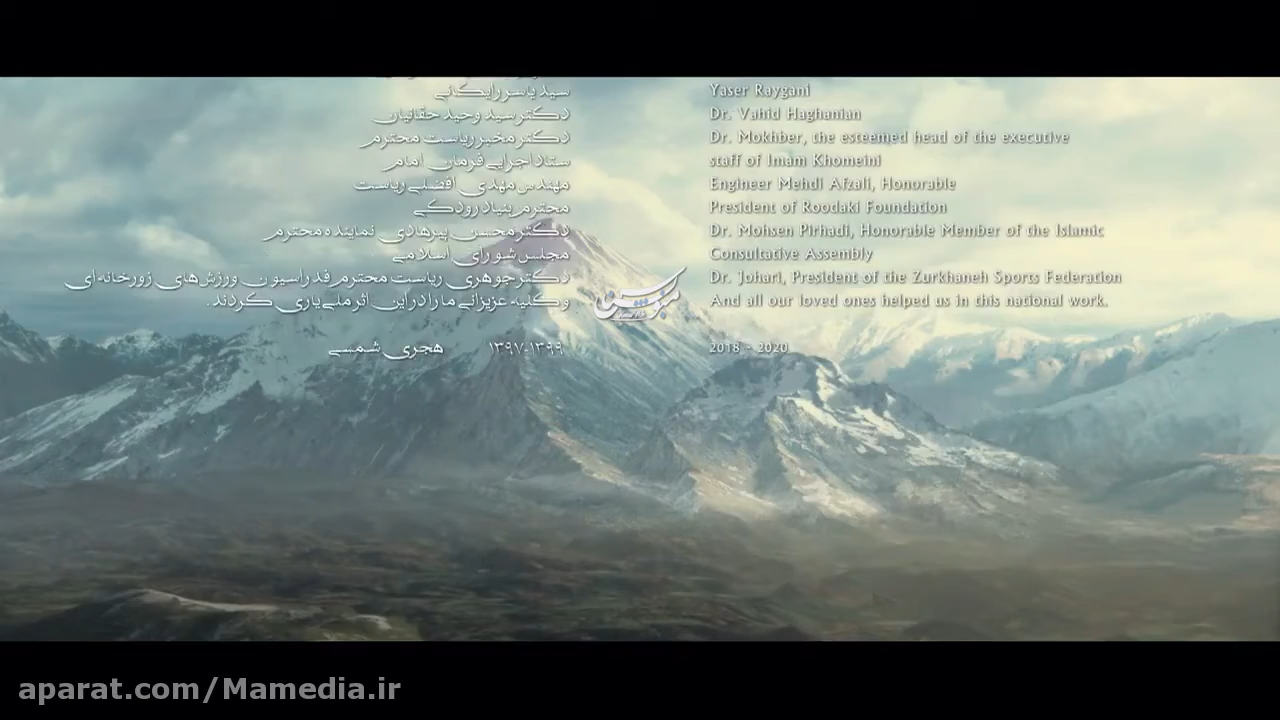 سید یاسر رایگانی
دکتر سید وحید حقانیان
دکتر مخبر ریاست محترم
ستاد اجرایی فرمان امام
مهندس مهدی افضلی ریاست
محترم بنیاد رودکی
دکتر محسن پیرهادی نماینده محترم
مجلس شورای اسلامی
دکتر جوهری ریاست محترم فدراسیون ورزش‌های زورخانه‌ای
و کلیه عزیزانی ما را در این اثر ملی یاری کردند.
۱۳۹۷-۱۳۹۹ هجری شمسی
Yaser Raygani
Dr. Vahid Haghanian
Dr. Mokhber, the esteemed head of the executive
staff of Imam Khomeini
Engineer Mehdi Afzali, Honorable
President of Roodaki Foundation
Dr. Mohsen Pirhadi, Honorable Member of the Islamic
Consultative Assembly
Dr. Johari, President of the Zurkhaneh Sports Federation
And all our loved ones helped us in this national work.
2018 - 2020
aparat.com/Mamedia.ir